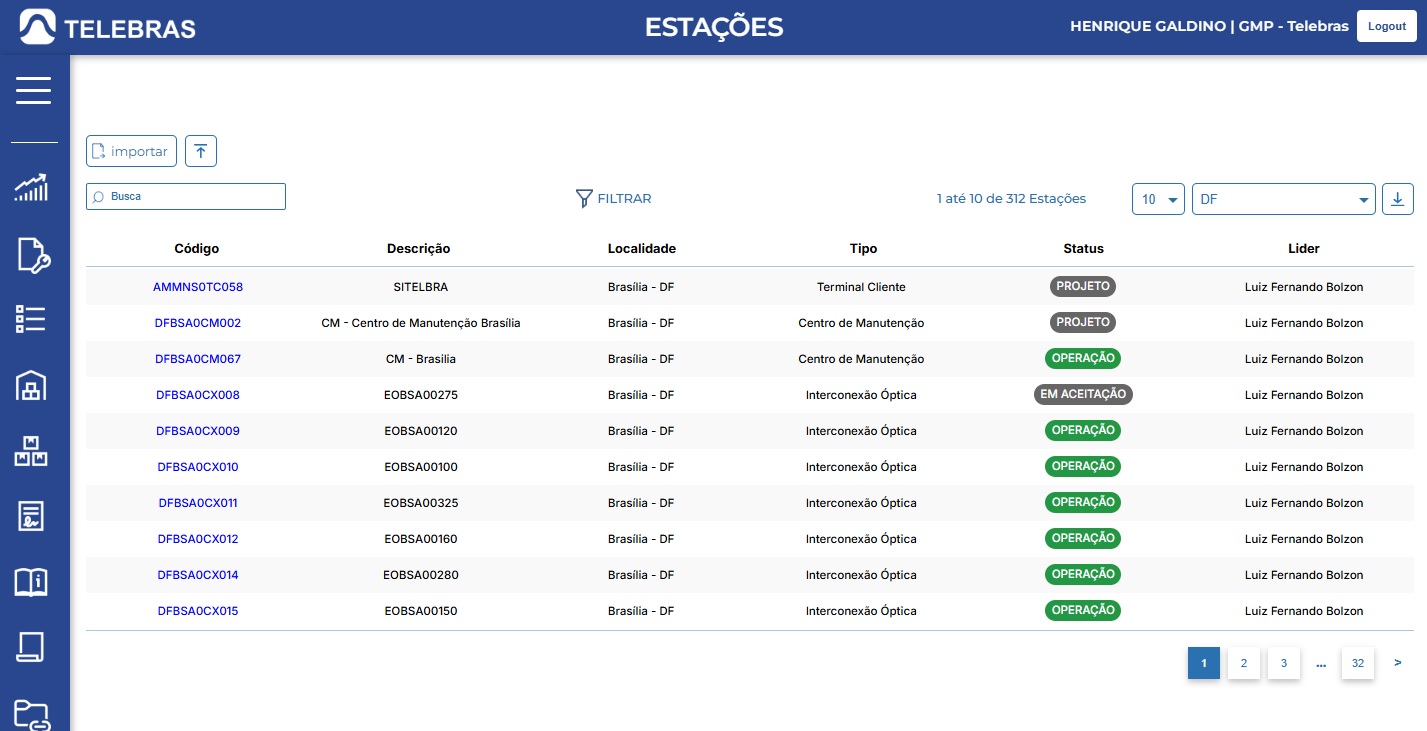 TELEBRAS
ESTAÇÕES
HENRIQUE GALDINO | GMP - Telebras
Logout
importar
Busca
FILTRAR
1 até 10 de 312 Estações
10
DF
Código Descrição Localidade Tipo Status Lider
AMMNS0TC058 SITELBRA Brasília - DF Terminal Cliente PROJETO Luiz Fernando Bolzon
DFBSA0CM002 CM - Centro de Manutenção Brasília Brasília - DF Centro de Manutenção PROJETO Luiz Fernando Bolzon
DFBSA0CM067 CM - Brasilia Brasília - DF Centro de Manutenção OPERAÇÃO Luiz Fernando Bolzon
DFBSA0CX008 EOBSA00275 Brasília - DF Interconexão Óptica EM ACEITAÇÃO Luiz Fernando Bolzon
DFBSA0CX009 EOBSA00120 Brasília - DF Interconexão Óptica OPERAÇÃO Luiz Fernando Bolzon
DFBSA0CX010 EOBSA00100 Brasília - DF Interconexão Óptica OPERAÇÃO Luiz Fernando Bolzon
DFBSA0CX011 EOBSA00325 Brasília - DF Interconexão Óptica OPERAÇÃO Luiz Fernando Bolzon
DFBSA0CX012 EOBSA00160 Brasília - DF Interconexão Óptica OPERAÇÃO Luiz Fernando Bolzon
DFBSA0CX014 EOBSA00280 Brasília - DF Interconexão Óptica OPERAÇÃO Luiz Fernando Bolzon
DFBSA0CX015 EOBSA00150 Brasília - DF Interconexão Óptica OPERAÇÃO Luiz Fernando Bolzon
1 2 3 ... 32 >